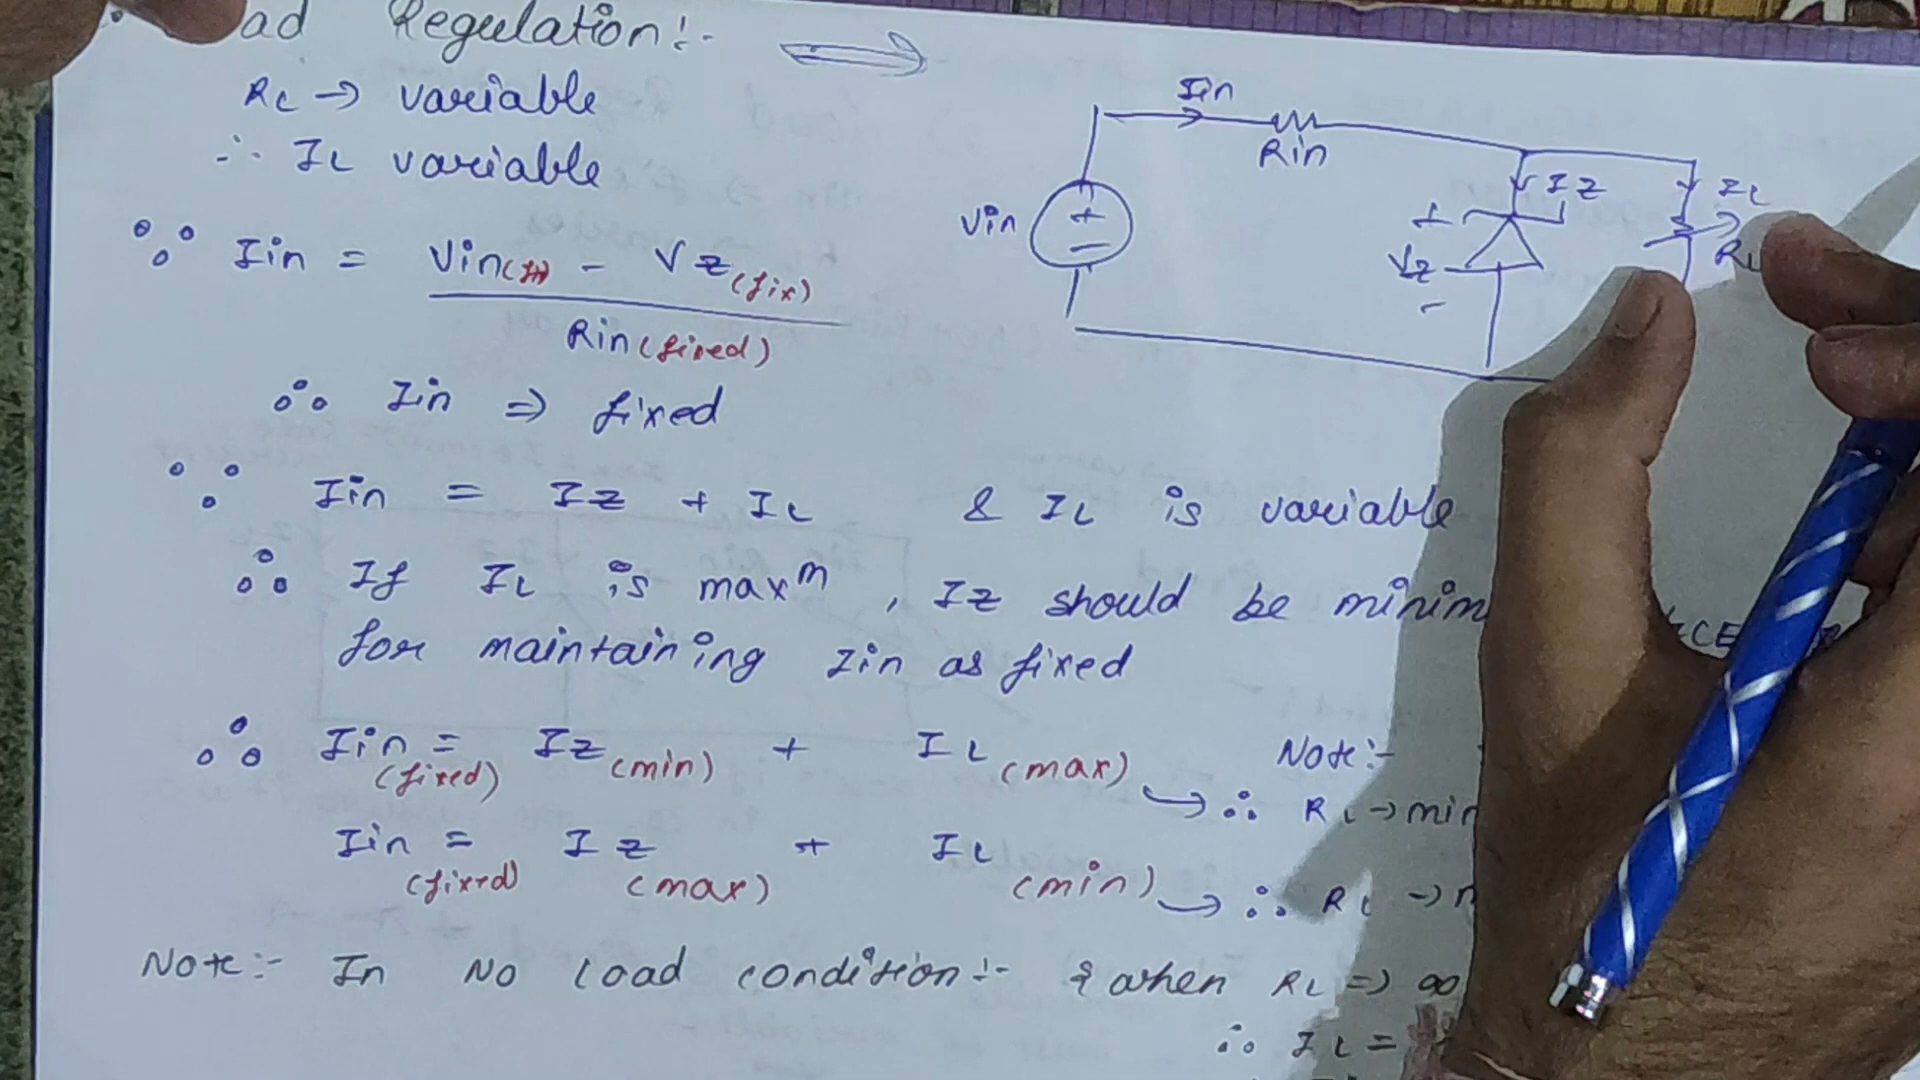 ad Regulation:-
RL → variable
∴ IL variable
∵ Iin = Vin(fix) - Vz(fix)
Rin(fixed)
∴ Iin ⇒ fixed
∵ Iin = Iz + IL & IL is variable
∴ If IL is maxᵐ, Iz should be minim
for maintaining Iin as fixed
∴ Iin = Iz(min) + IL(max)
(fixed)
Note:-
↪ ∴ RL → min
Iin = Iz + IL
(fixed) (max) (min) ↪ ∴ RL →
Note:- In No load condition:- {when RL ⇒ ∞
∴ IL =
Iin
Rin
Vin
+
-
Iz
IL
+
Vz
-
RL